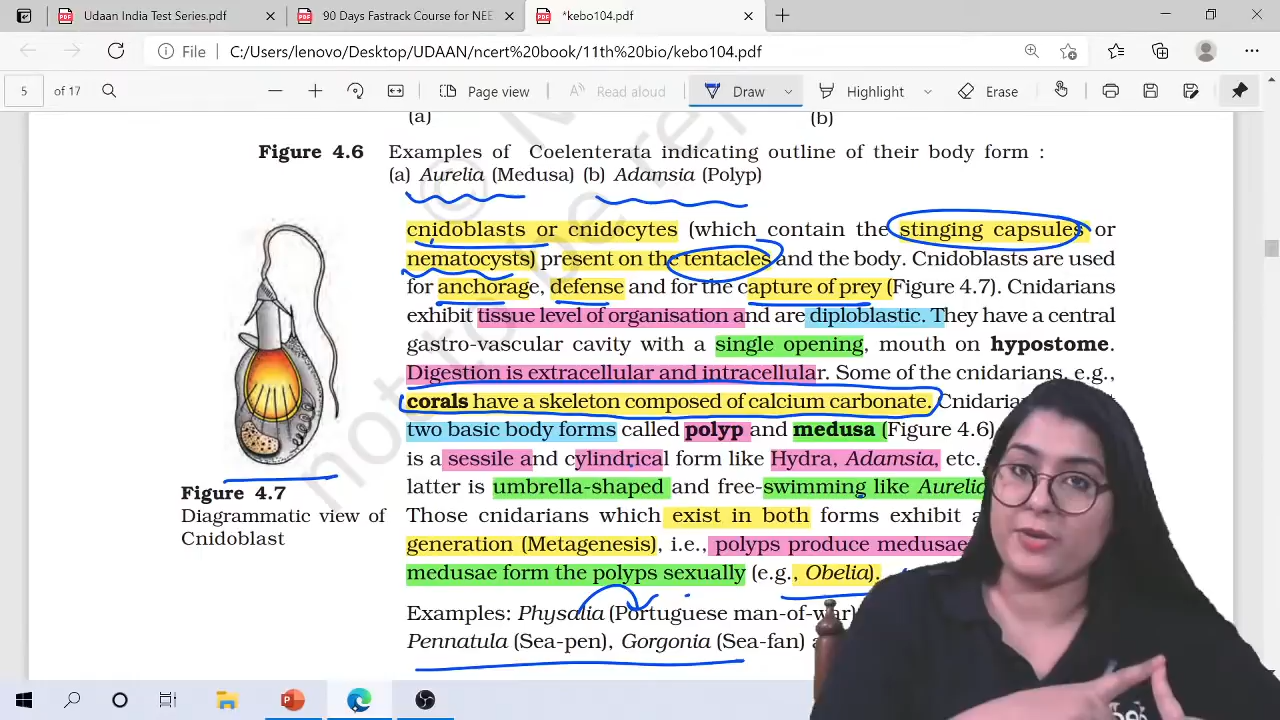 Udaan India Test Series.pdf
90 Days Fastrack Course for NEE
*kebo104.pdf
File
C:/Users/lenovo/Desktop/UDAAN/ncert%20book/11th%20bio/kebo104.pdf
5 of 17
Page view
Read aloud
Draw
Highlight
Erase
(a) (b)
Figure 4.6 Examples of Coelenterata indicating outline of their body form :
(a) Aurelia (Medusa) (b) Adamsia (Polyp)
cnidoblasts or cnidocytes (which contain the stinging capsules or
nematocysts) present on the tentacles and the body. Cnidoblasts are used
for anchorage, defense and for the capture of prey (Figure 4.7). Cnidarians
exhibit tissue level of organisation and are diploblastic. They have a central
gastro-vascular cavity with a single opening, mouth on hypostome.
Digestion is extracellular and intracellular. Some of the cnidarians, e.g.,
corals have a skeleton composed of calcium carbonate.
two basic body forms called polyp and medusa (Figure 4.6)
is a sessile and cylindrical form like Hydra, Adamsia, etc.
latter is umbrella-shaped and free-swimming like Aurelia
Those cnidarians which exist in both forms exhibit
generation (Metagenesis), i.e., polyps produce medusae
medusae form the polyps sexually (e.g., Obelia).
Examples: Physalia (Portuguese man-of-war)
Pennatula (Sea-pen), Gorgonia (Sea-fan)
Figure 4.7
Diagrammatic view of
Cnidoblast